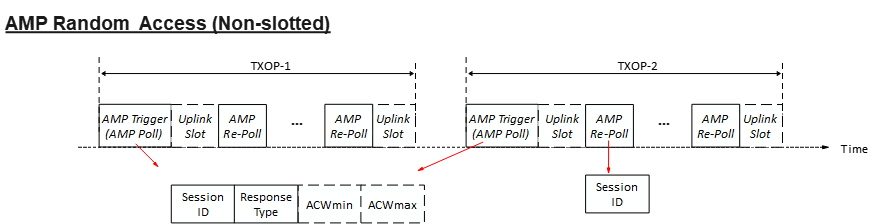 AMP Random Access (Non-slotted)
TXOP-1
TXOP-2
AMP Trigger
(AMP Poll)
Uplink
Slot
AMP
Re-Poll
...
AMP
Re-Poll
Uplink
Slot
AMP Trigger
(AMP Poll)
Uplink
Slot
AMP
Re-Poll
...
AMP
Re-Poll
Uplink
Slot
Time
Session
ID
Response
Type
ACWmin
ACWmax
Session
ID